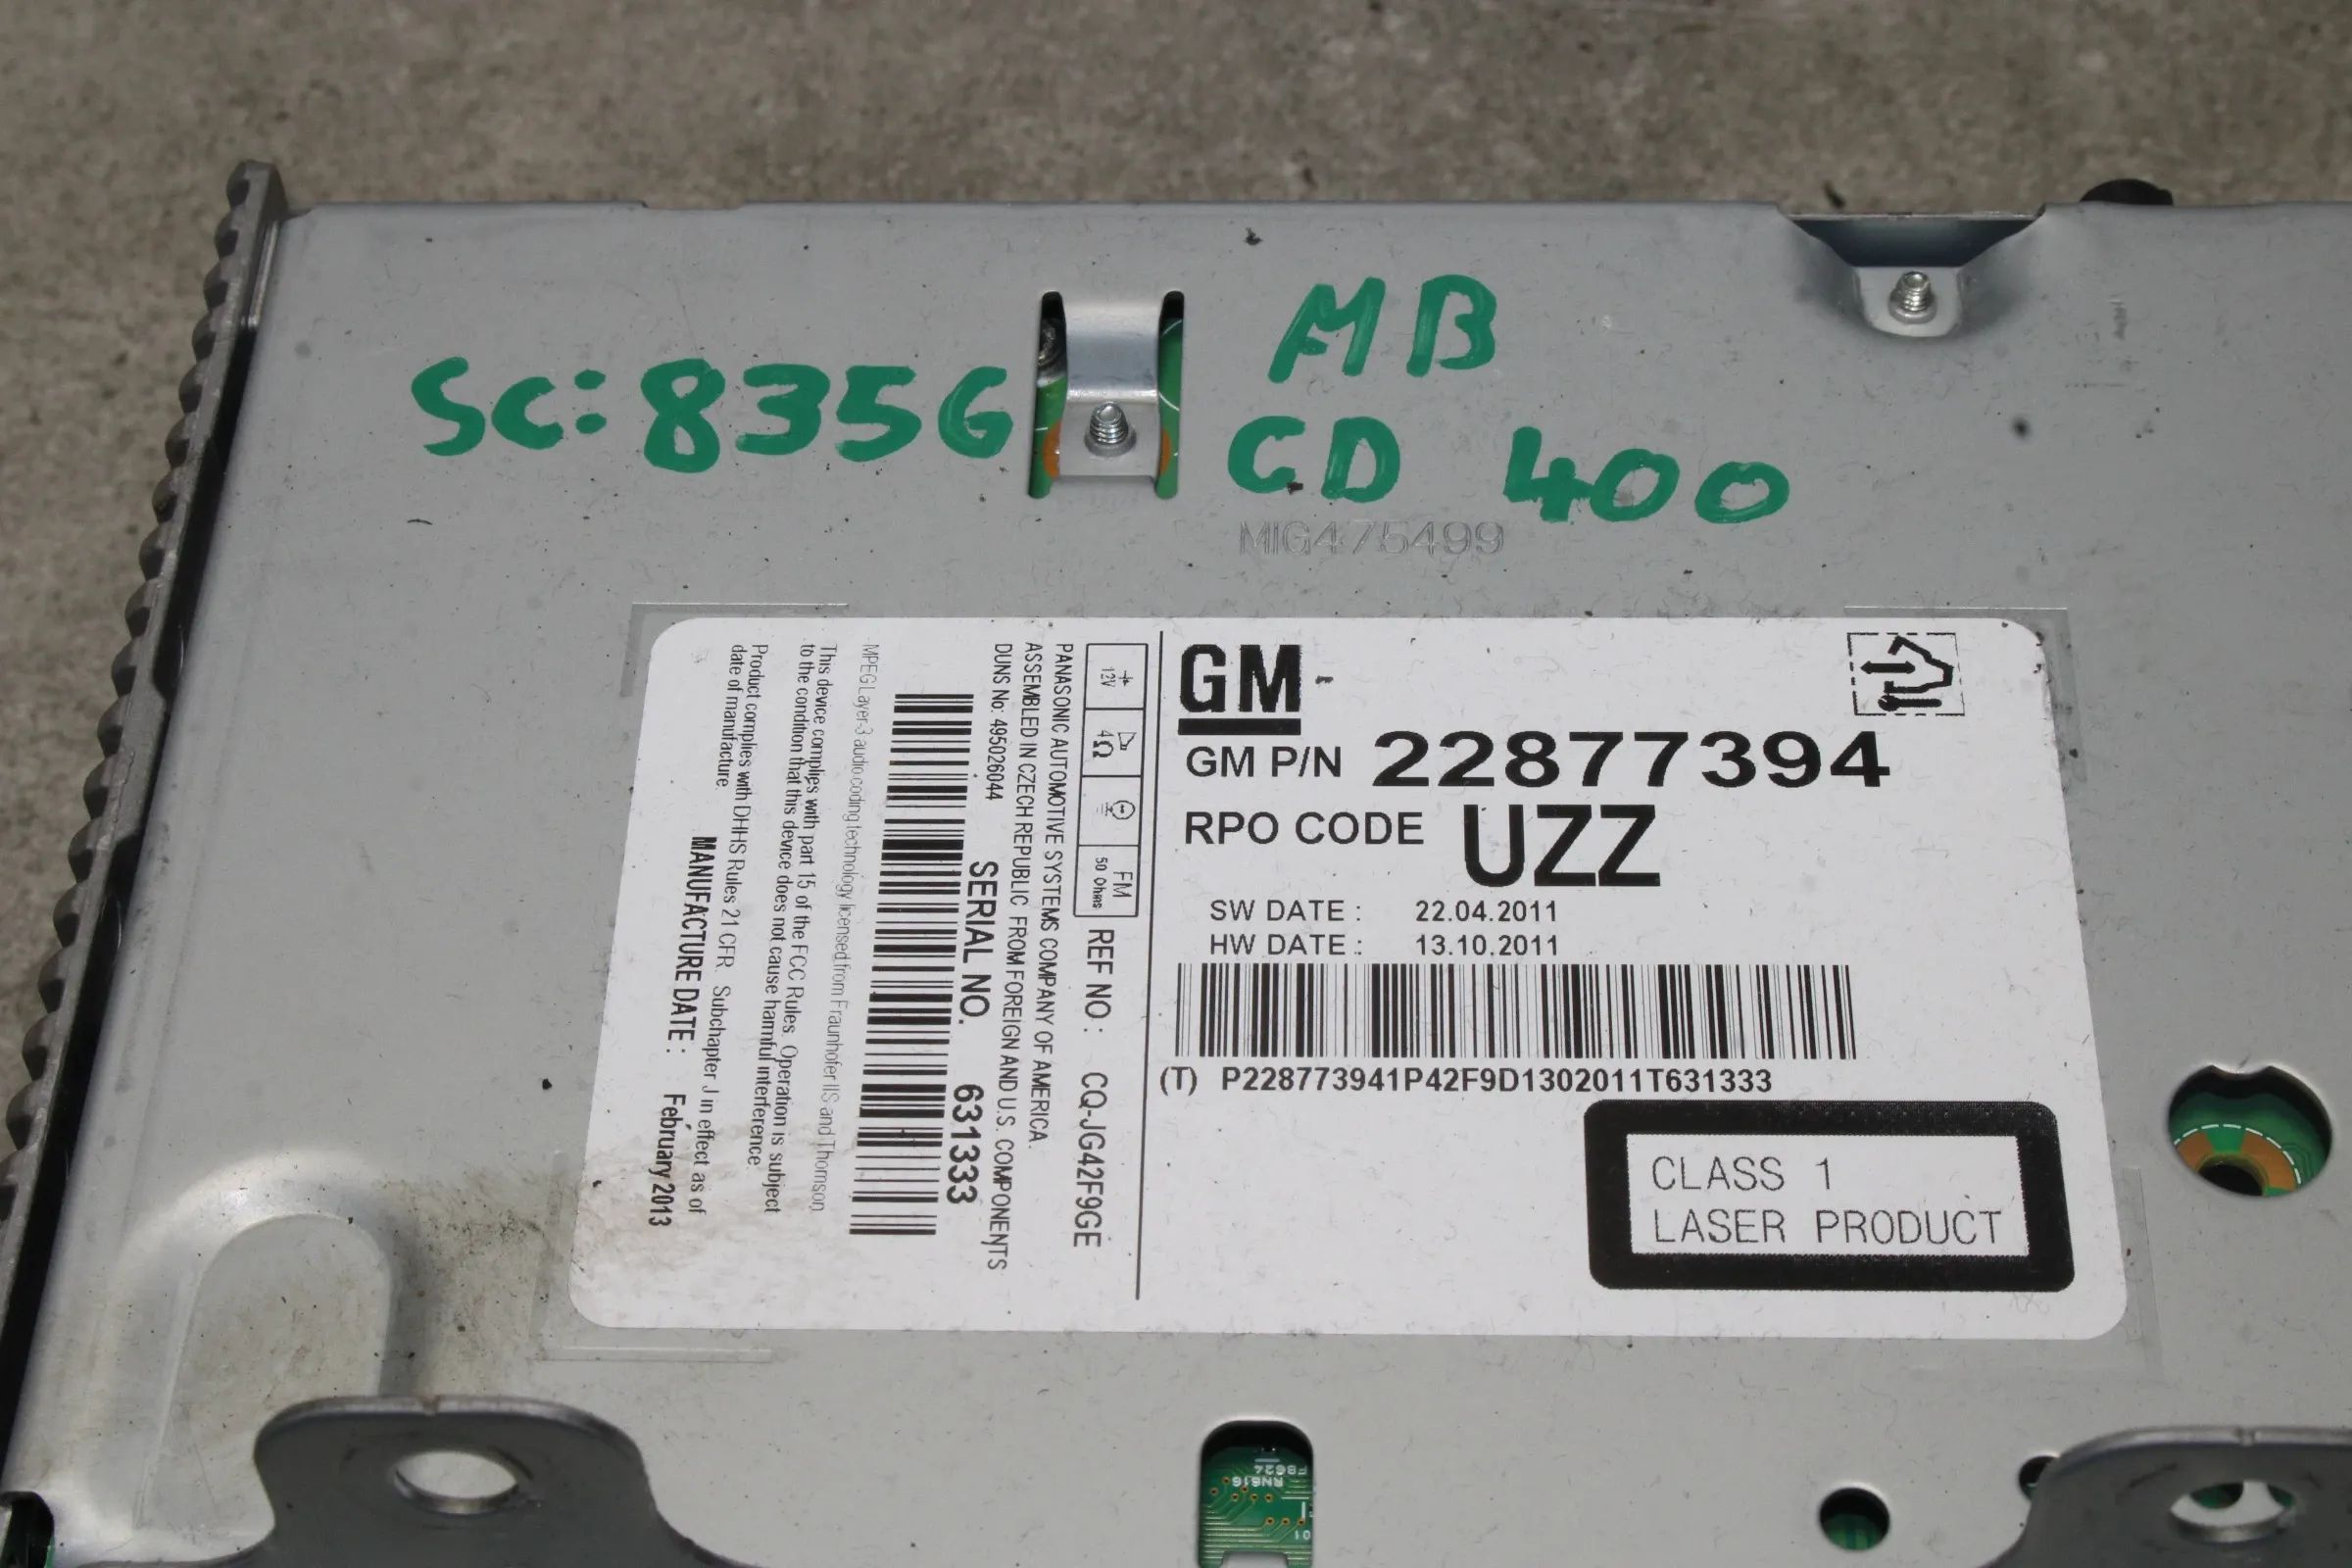 SC:8356
MB
CD 400
MIG475499
GM
GM P/N 22877394
RPO CODE UZZ
SW DATE : 22.04.2011
HW DATE : 13.10.2011
(T) P228773941P42F9D1302011T631333
CLASS 1
LASER PRODUCT
12V 4Ω FM 50 Ohms
REF NO : CQ-JG42F9GE
PANASONIC AUTOMOTIVE SYSTEMS COMPANY OF AMERICA.
ASSEMBLED IN CZECH REPUBLIC FROM FOREIGN AND U.S. COMPONENTS
DUNS No: 495026044
SERIAL NO. 631333
MPEG Layer-3 audio coding technology licensed from Fraunhofer IIS and Thomson.
This device complies with part 15 of the FCC Rules. Operation is subject
to the condition that this device does not cause harmful interference.
Product complies with DHHS Rules 21 CFR. Subchapter J in effect as of
date of manufacture.
MANUFACTURE DATE : February 2013
RN616